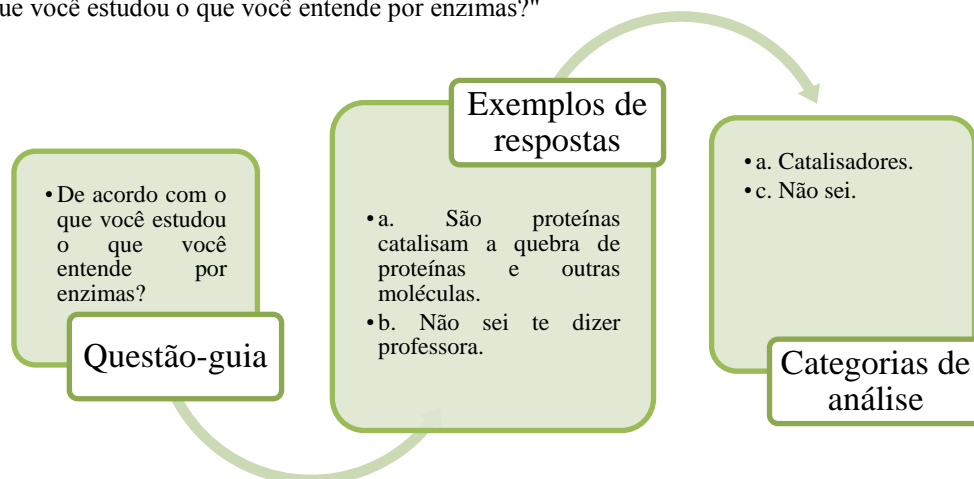 ue você estudou o que você entende por enzimas?"
• De acordo com o
que você estudou
o que você
entende por
enzimas?
Questão-guia
Exemplos de
respostas
• a. São proteínas
catalisam a quebra de
proteínas e outras
moléculas.
• b. Não sei te dizer
professora.
• a. Catalisadores.
• c. Não sei.
Categorias de
análise